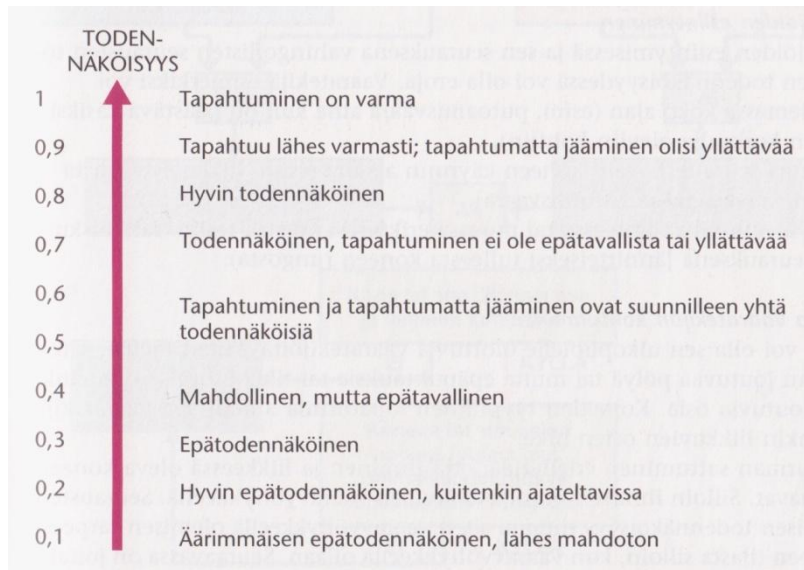 TODEN-
NÄKÖISYYS
1 Tapahtuminen on varma
0,9 Tapahtuu lähes varmasti; tapahtumatta jääminen olisi yllättävää
0,8 Hyvin todennäköinen
0,7 Todennäköinen, tapahtuminen ei ole epätavallista tai yllättävää
0,6
Tapahtuminen ja tapahtumatta jääminen ovat suunnilleen yhtä
0,5 todennäköisiä
0,4 Mahdollinen, mutta epätavallinen
0,3 Epätodennäköinen
0,2 Hyvin epätodennäköinen, kuitenkin ajateltavissa
0,1 Äärimmäisen epätodennäköinen, lähes mahdoton